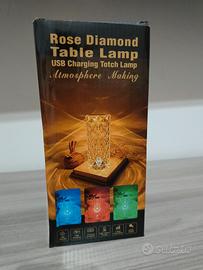 Rose Diamond
Table Lamp
USB Charging Totch Lamp
Atmosphere Making
subito